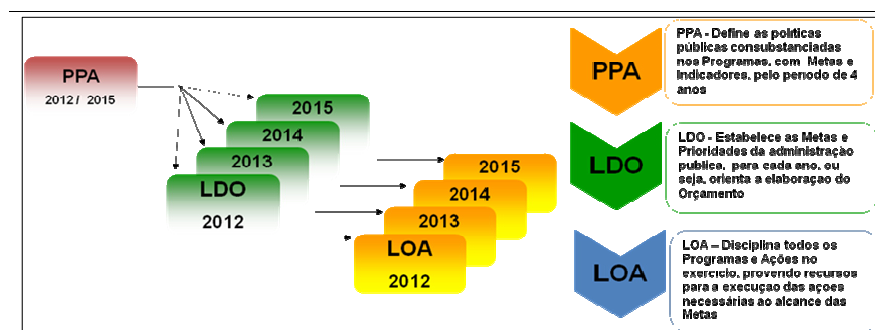 PPA
2012 / 2015
2015
2014
2013
LDO
2012
2015
2014
2013
LOA
2012
PPA
PPA - Define as políticas
públicas consubstanciadas
nos Programas, com Metas e
Indicadores, pelo período de 4
anos
LDO
LDO - Estabelece as Metas e
Prioridades da administração
publica, para cada ano, ou
seja, orienta a elaboração do
Orçamento
LOA
LOA – Disciplina todos os
Programas e Ações no
exercício, provendo recursos
para a execução das ações
necessárias ao alcance das
Metas